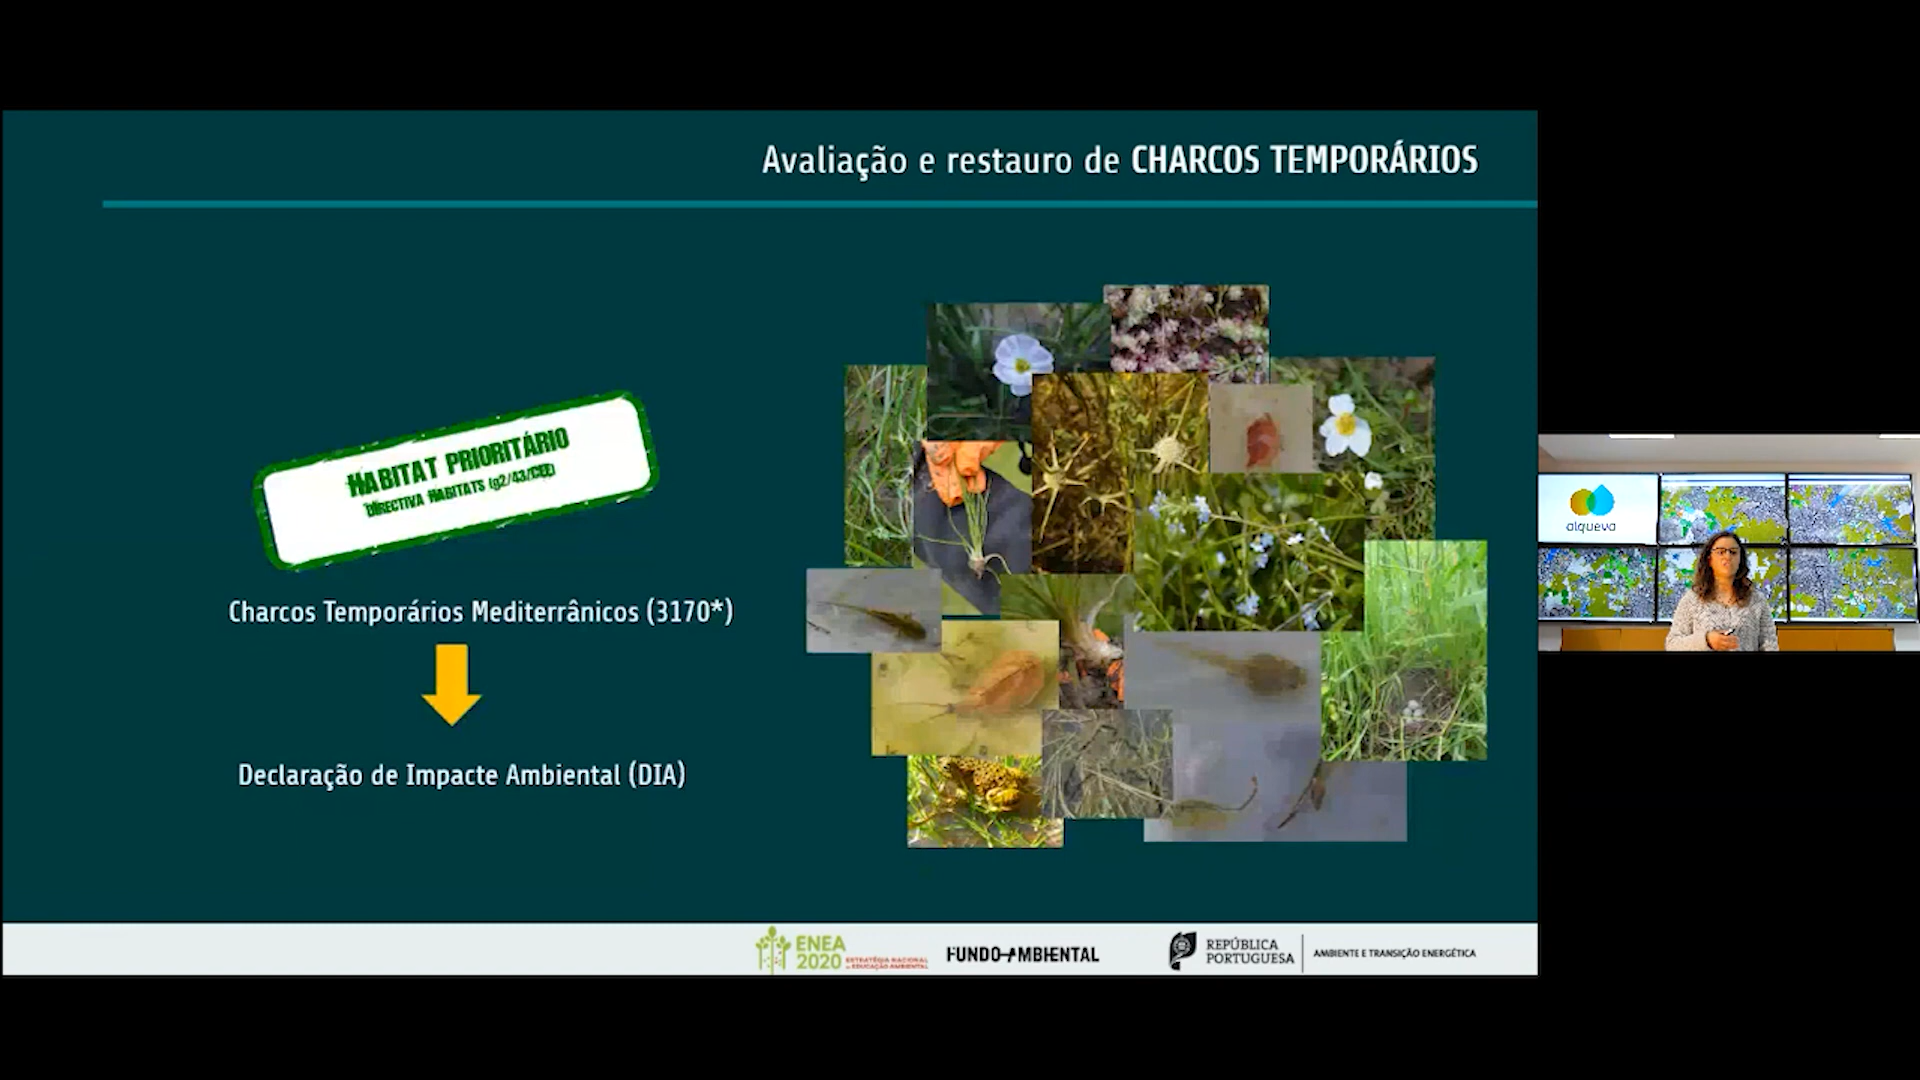 Avaliação e restauro de CHARCOS TEMPORÁRIOS
HABITAT PRIORITÁRIO
DIRECTIVA HABITATS (92/43/CEE)
Charcos Temporários Mediterrânicos (3170*)
Declaração de Impacte Ambiental (DIA)
alqueva
ENEA
2020
ESTRATÉGIA NACIONAL
DE EDUCAÇÃO AMBIENTAL
FUNDO AMBIENTAL
REPÚBLICA
PORTUGUESA
AMBIENTE E TRANSIÇÃO ENERGÉTICA